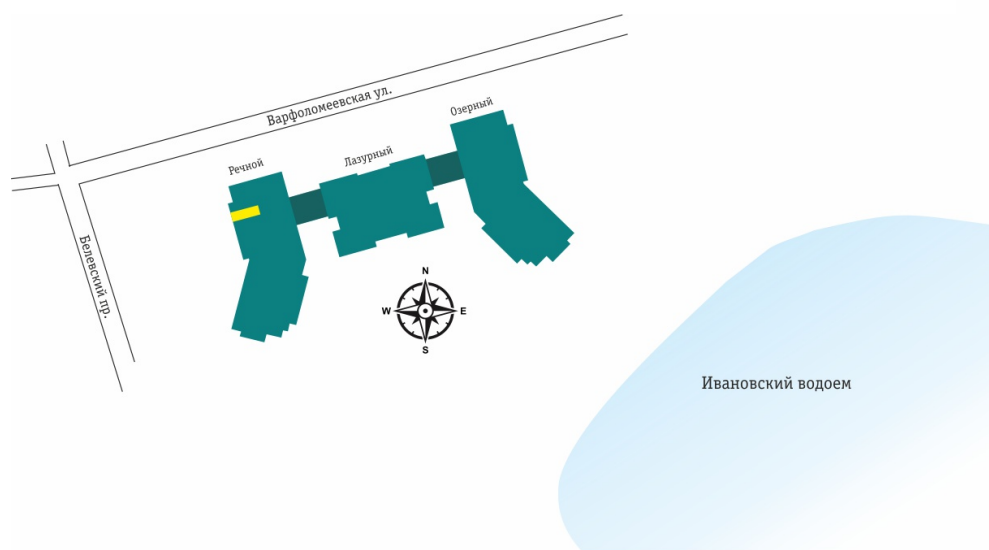 Варфоломеевская ул.
Озерный
Лазурный
Речной
Белевский пр.
N
W
E
S
Ивановский водоем